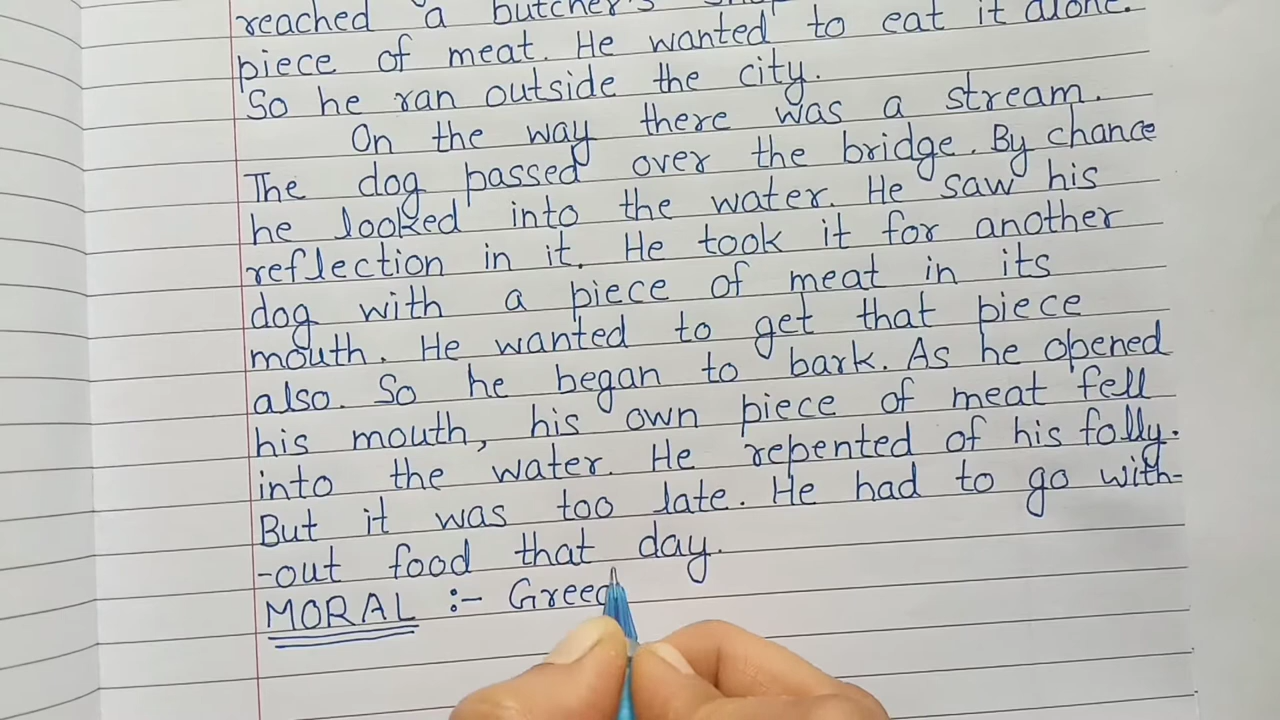 reached a butcher's
piece of meat. He wanted to eat it alone.
So he ran outside the city.
On the way there was a stream.
The dog passed over the bridge. By chance
he looked into the water. He saw his
reflection in it. He took it for another
dog with a piece of meat in its
mouth. He wanted to get that piece
also. So he began to bark. As he opened
his mouth, his own piece of meat fell
into the water. He repented of his folly.
But it was too late. He had to go with-
-out food that day.
MORAL :- Greed